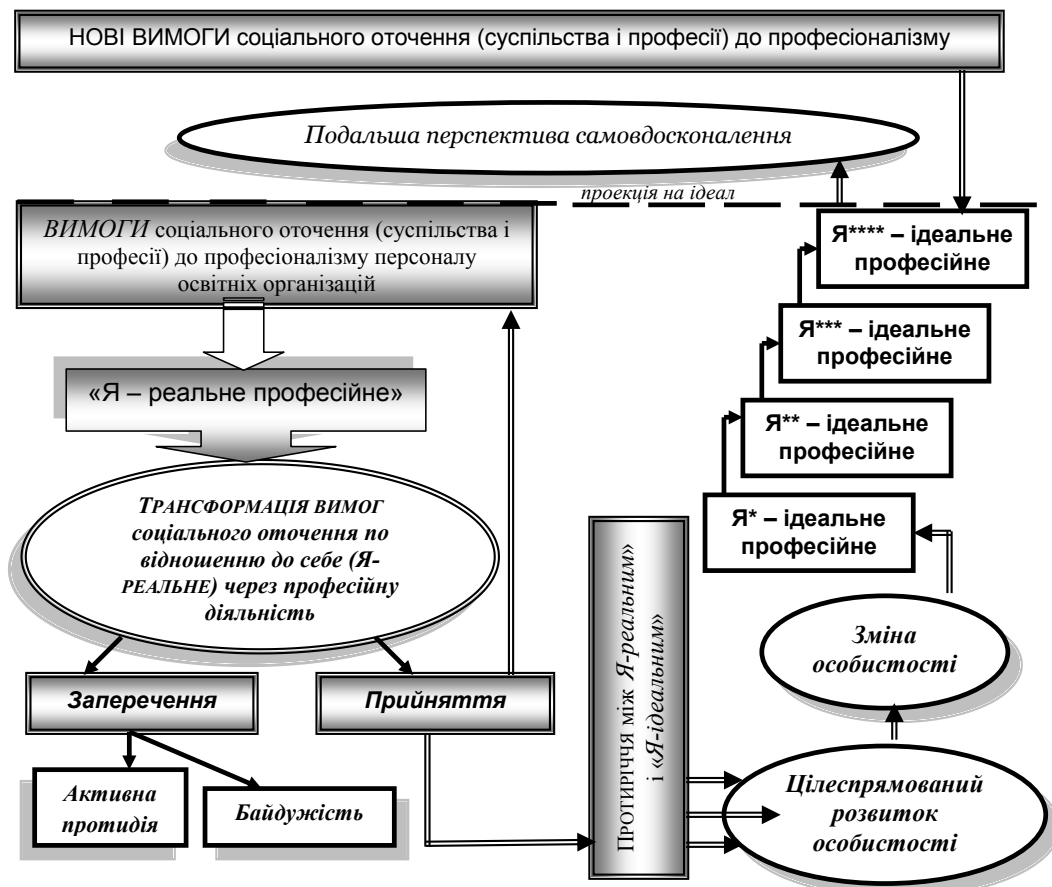 НОВІ ВИМОГИ соціального оточення (суспільства і професії) до професіоналізму
Подальша перспектива самовдосконалення
проекція на ідеал
ВИМОГИ соціального оточення (суспільства і
професії) до професіоналізму персоналу
освітніх організацій
Я**** – ідеальне
професійне
Я*** – ідеальне
професійне
«Я – реальне професійне»
Я** – ідеальне
професійне
ТРАНСФОРМАЦІЯ ВИМОГ
соціального оточення по
відношенню до себе (Я-
РЕАЛЬНЕ) через професійну
діяльність
Я* – ідеальне
професійне
ПРОТИРІЧЧЯ між Я-реальним»
і «Я-ідеальним»
Зміна
особистості
Заперечення
Прийняття
Активна
протидія
Байдужість
Цілеспрямований
розвиток
особистості